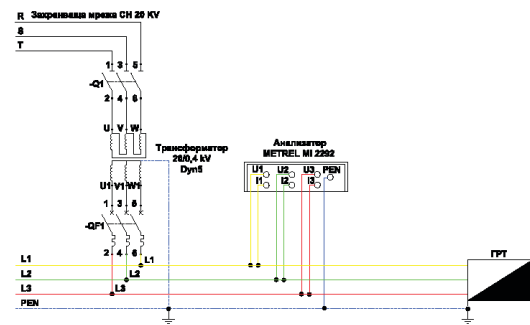 R Захранваща мрежа СН 20 KV
S
T
1 3 5
-Q1
2 4 6
U V W
Трансформатор
20/0,4 kV
Dyn5
Анализатор
METREL MI 2292
U1 U2 U3 PEN
I1 I2 I3
U1 V1 W1
1 3 5
-QF1
2 4 6
L1
L1
L2
L2
L3
L3
PEN
ГРТ